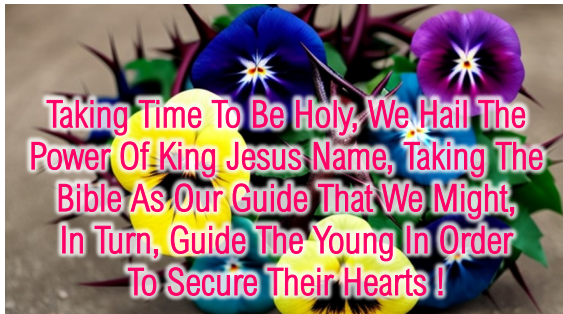 Taking Time To Be Holy, We Hail The
Power Of King Jesus Name, Taking The
Bible As Our Guide That We Might,
In Turn, Guide The Young In Order
To Secure Their Hearts !